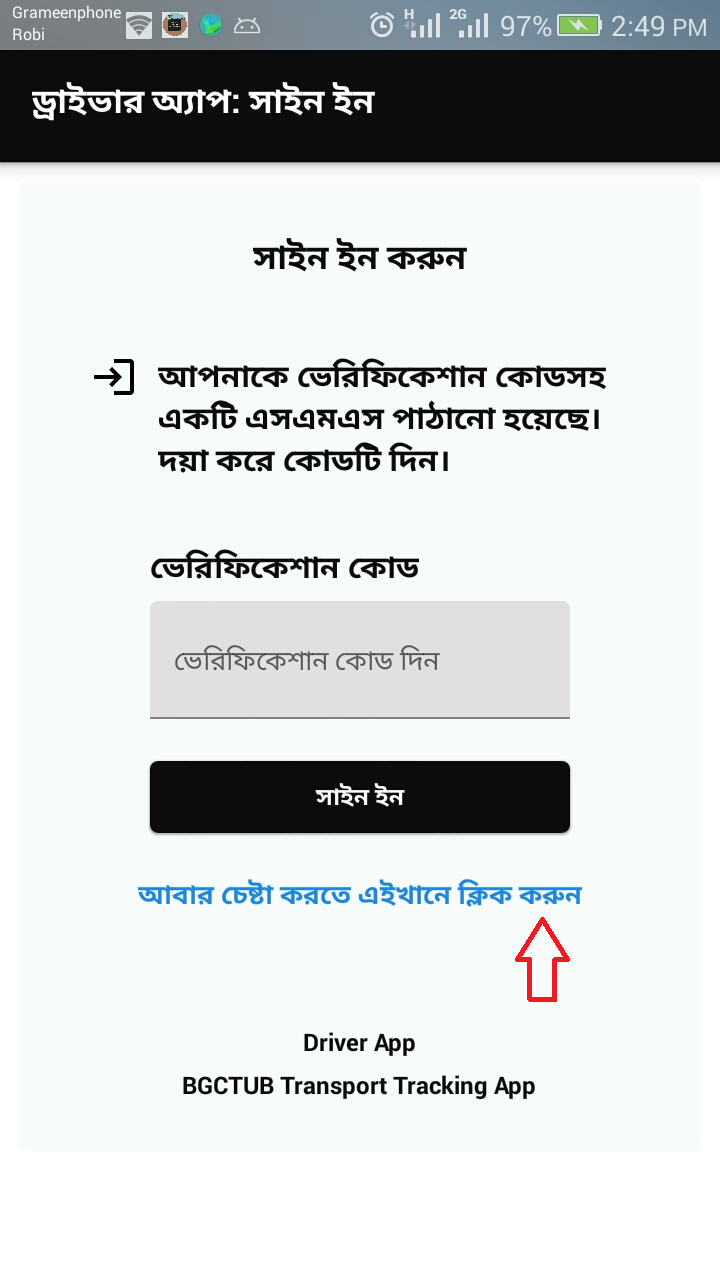 Grameenphone
Robi
H
2G
97%
2:49 PM
ড্রাইভার অ্যাপ: সাইন ইন
সাইন ইন করুন
আপনাকে ভেরিফিকেশান কোডসহ
একটি এসএমএস পাঠানো হয়েছে।
দয়া করে কোডটি দিন।
ভেরিফিকেশান কোড
ভেরিফিকেশান কোড দিন
সাইন ইন
আবার চেষ্টা করতে এইখানে ক্লিক করুন
Driver App
BGCTUB Transport Tracking App